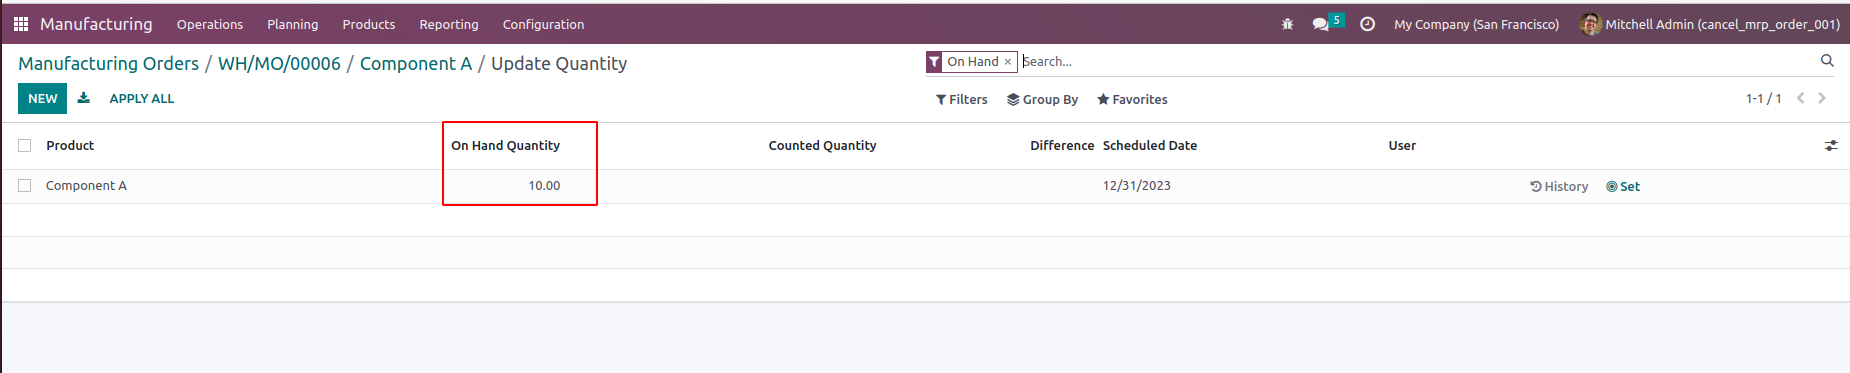 Manufacturing Operations Planning Products Reporting Configuration 5 My Company (San Francisco) Mitchell Admin (cancel_mrp_order_001)
Manufacturing Orders / WH/MO/00006 / Component A / Update Quantity On Hand × Search...
NEW APPLY ALL Filters Group By Favorites 1-1 / 1
Product On Hand Quantity Counted Quantity Difference Scheduled Date User
Component A 10.00 12/31/2023 History Set